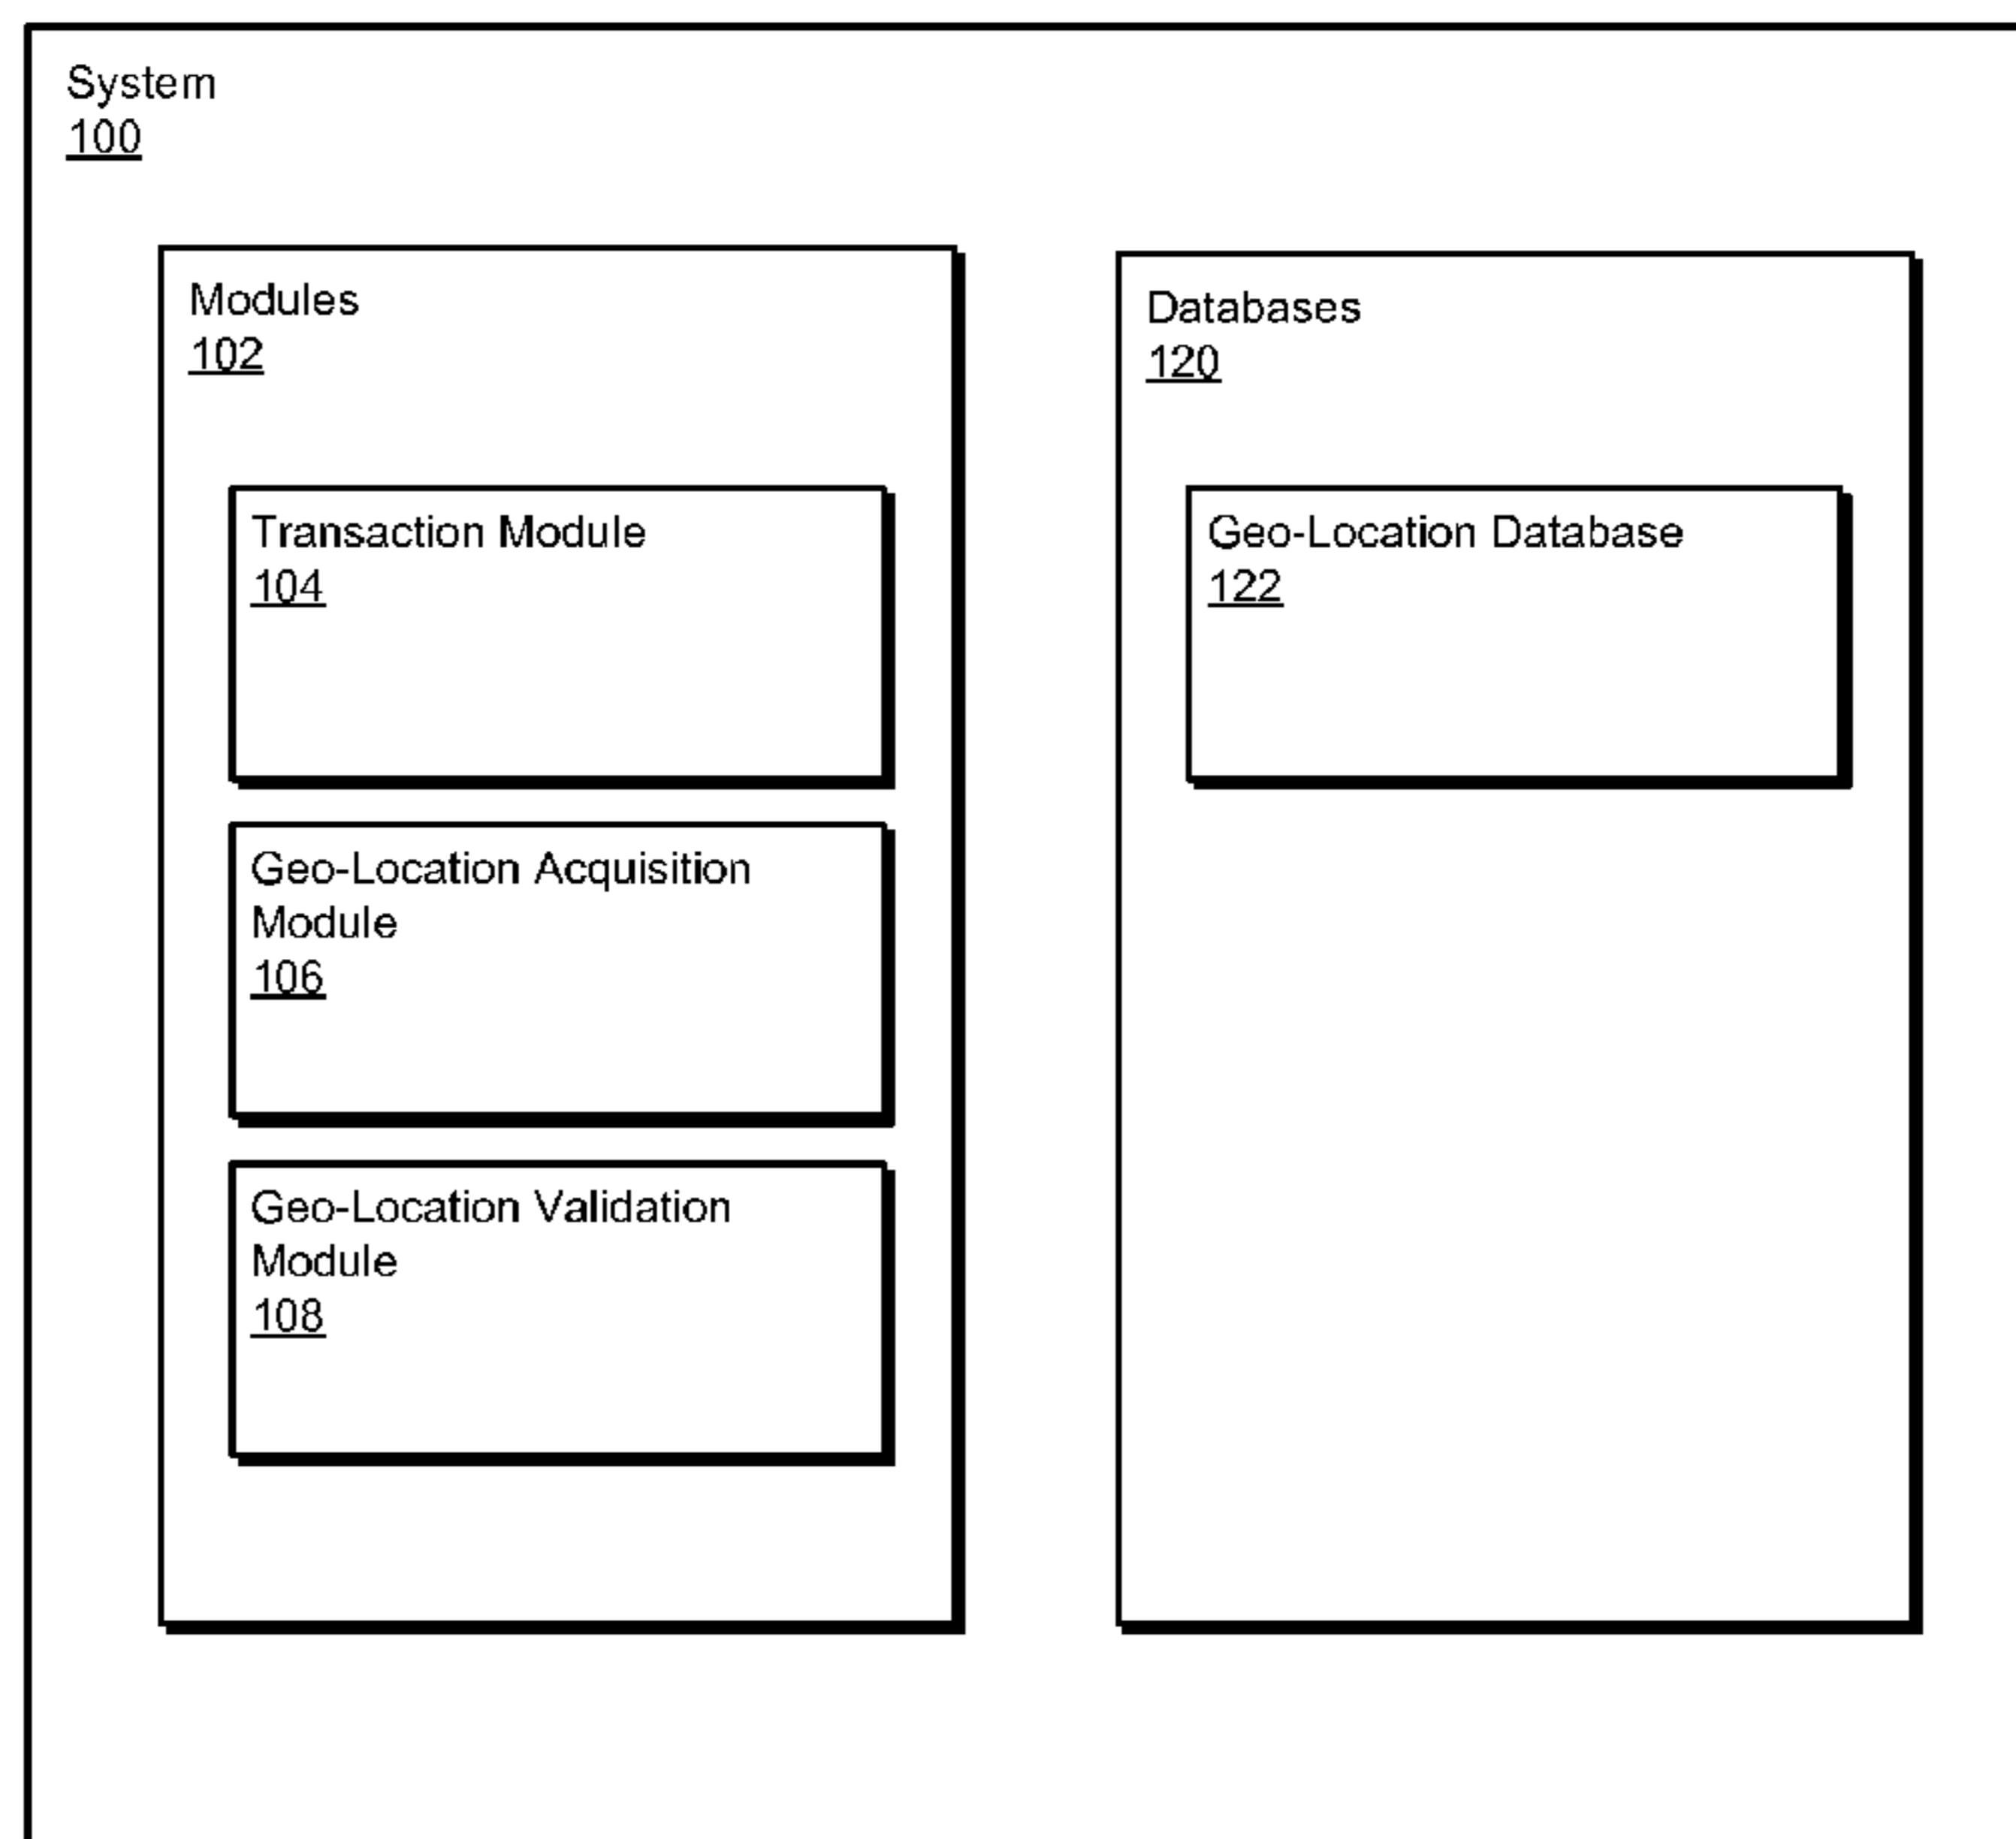 System
100
Modules
102
Transaction Module
104
Geo-Location Acquisition
Module
106
Geo-Location Validation
Module
108
Databases
120
Geo-Location Database
122